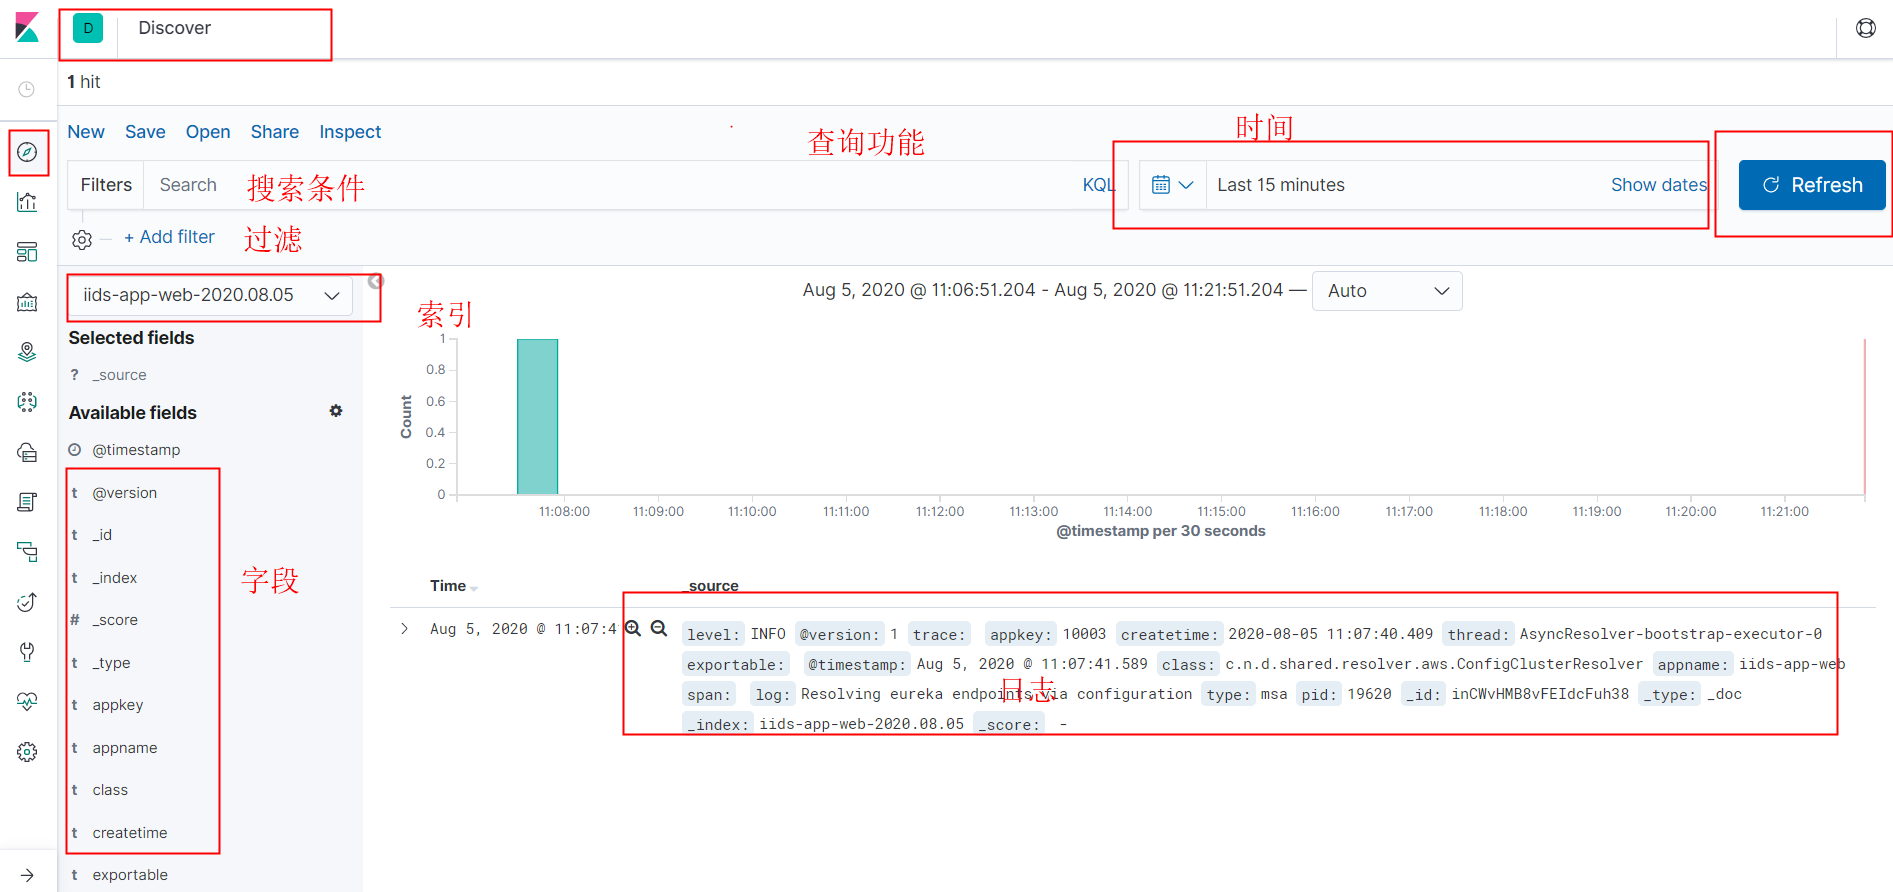 D Discover
1 hit
New Save Open Share Inspect
查询功能
时间
Filters Search 搜索条件 KQL Last 15 minutes Show dates Refresh
+ Add filter 过滤
iids-app-web-2020.08.05
索引
Aug 5, 2020 @ 11:06:51.204 - Aug 5, 2020 @ 11:21:51.204 — Auto
Selected fields
? _source
Available fields
@timestamp
t @version
t _id
t _index
# _score
t _type
t appkey
t appname
t class
t createtime
t exportable
字段
Count
1
0.8
0.6
0.4
0.2
0
11:08:00 11:09:00 11:10:00 11:11:00 11:12:00 11:13:00 11:14:00 11:15:00 11:16:00 11:17:00 11:18:00 11:19:00 11:20:00 11:21:00
@timestamp per 30 seconds
Time _source
Aug 5, 2020 @ 11:07:4
level: INFO @version: 1 trace: appkey: 10003 createtime: 2020-08-05 11:07:40.409 thread: AsyncResolver-bootstrap-executor-0
exportable: @timestamp: Aug 5, 2020 @ 11:07:41.589 class: c.n.d.shared.resolver.aws.ConfigClusterResolver appname: iids-app-web
span: log: Resolving eureka endpoints via configuration type: msa pid: 19620 _id: inCWvHMB8vFEIdcFuh38 _type: _doc
_index: iids-app-web-2020.08.05 _score: -
日志